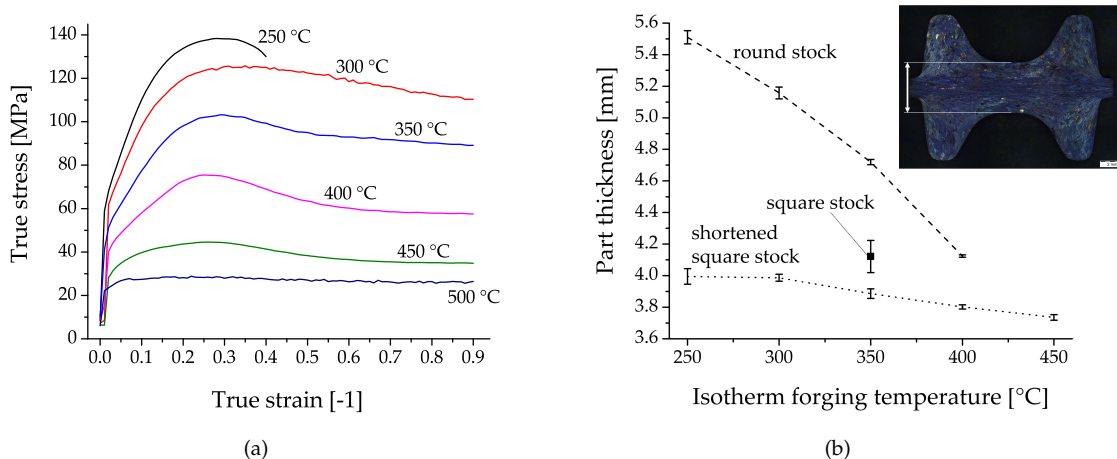 140
120
100
80
60
40
20
0
True stress [MPa]
250 °C
300 °C
350 °C
400 °C
450 °C
500 °C
0.0 0.1 0.2 0.3 0.4 0.5 0.6 0.7 0.8 0.9
True strain [-1]
(a)
5.6
5.4
5.2
5.0
4.8
4.6
4.4
4.2
4.0
3.8
3.6
Part thickness [mm]
round stock
square stock
shortened
square stock
250 300 350 400 450
Isotherm forging temperature [°C]
(b)